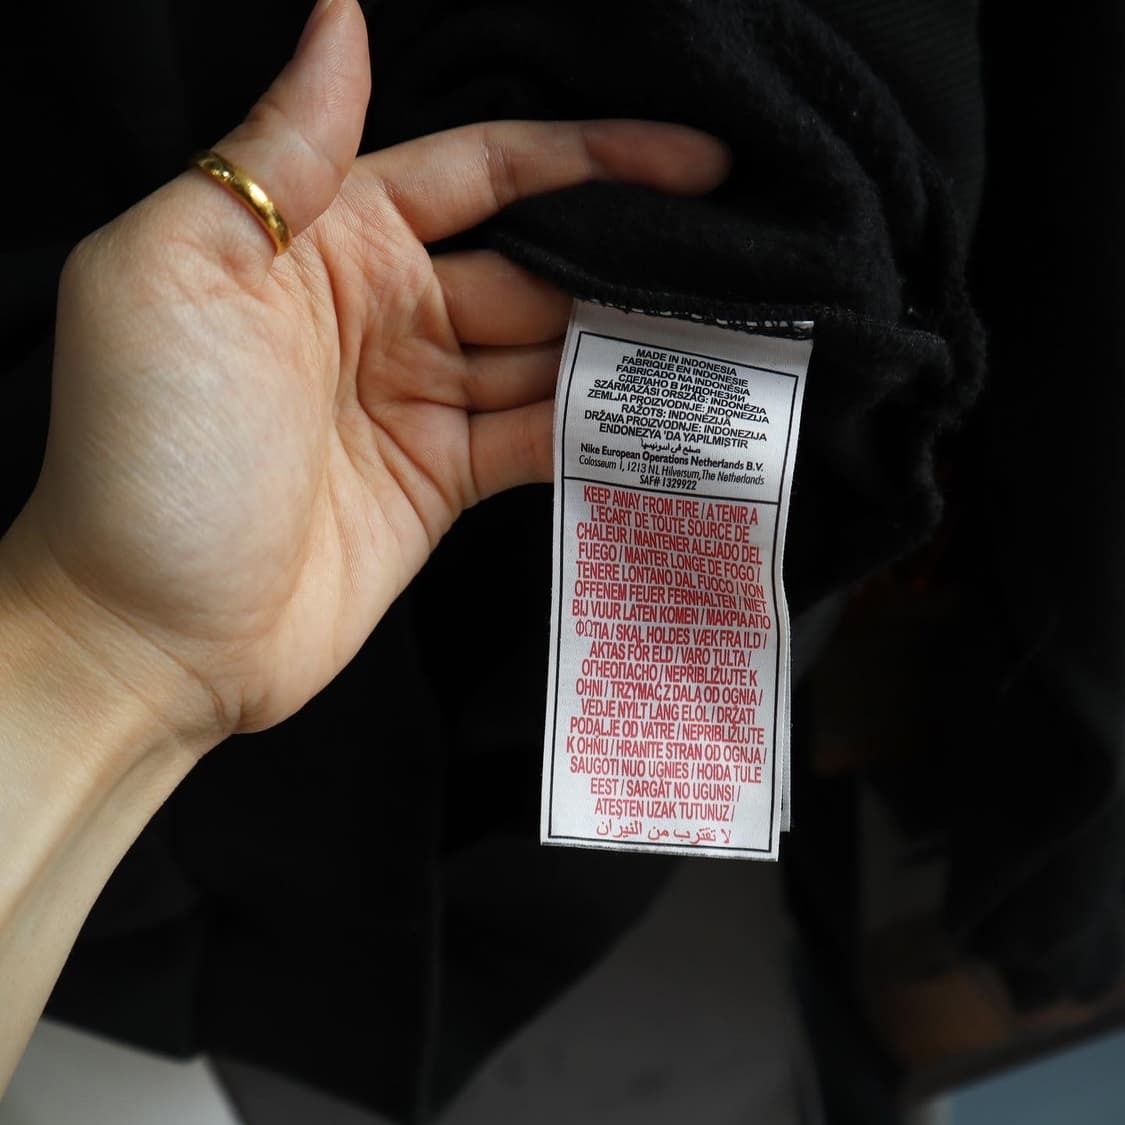 MADE IN INDONESIA
FABRIQUE EN INDONESIE
FABRICADO NA INDONÉSIA
СДЕЛАНО В ИНДОНЕЗИИ
SZÁRMAZÁSI ORSZÁG: INDONÉZIA
ZEMLJA PROIZVODNJE: INDONEZIJA
RAŽOTS: INDONĒZIJA
DRŽAVA PROIZVODNJE: INDONEZIJA
ENDONEZYA 'DA YAPILMIŞTIR
صنع في اندونيسيا
Nike European Operations Netherlands B.V.
Colosseum 1, 1213 NL Hilversum, The Netherlands
SAF# 1329922
KEEP AWAY FROM FIRE / A TENIR A
L'ECART DE TOUTE SOURCE DE
CHALEUR / MANTENER ALEJADO DEL
FUEGO / MANTER LONGE DE FOGO /
TENERE LONTANO DAL FUOCO / VON
OFFENEM FEUER FERNHALTEN / NIET
BIJ VUUR LATEN KOMEN / ΜΑΚΡΙΑ ΑΠΟ
ΦΩΤΙΑ / SKAL HOLDES VÆK FRA ILD /
AKTAS FÖR ELD / VARO TULTA /
ОГНЕОПАСНО / NEPŘIBLIŽUJTE K
OHNI / TRZYMAĆ Z DALA OD OGNIA /
VEDJE NYÍLT LÁNG ELŐL / DRŽATI
PODALJE OD VATRE / NEPRIBLIŽUJTE
K OHŇU / HRANITE STRAN OD OGNJA /
SAUGOTI NUO UGNIES / HOIDA TULE
EEST / SARGĀT NO UGUNS! /
ATEŞTEN UZAK TUTUNUZ /
لا تقترب من النيران